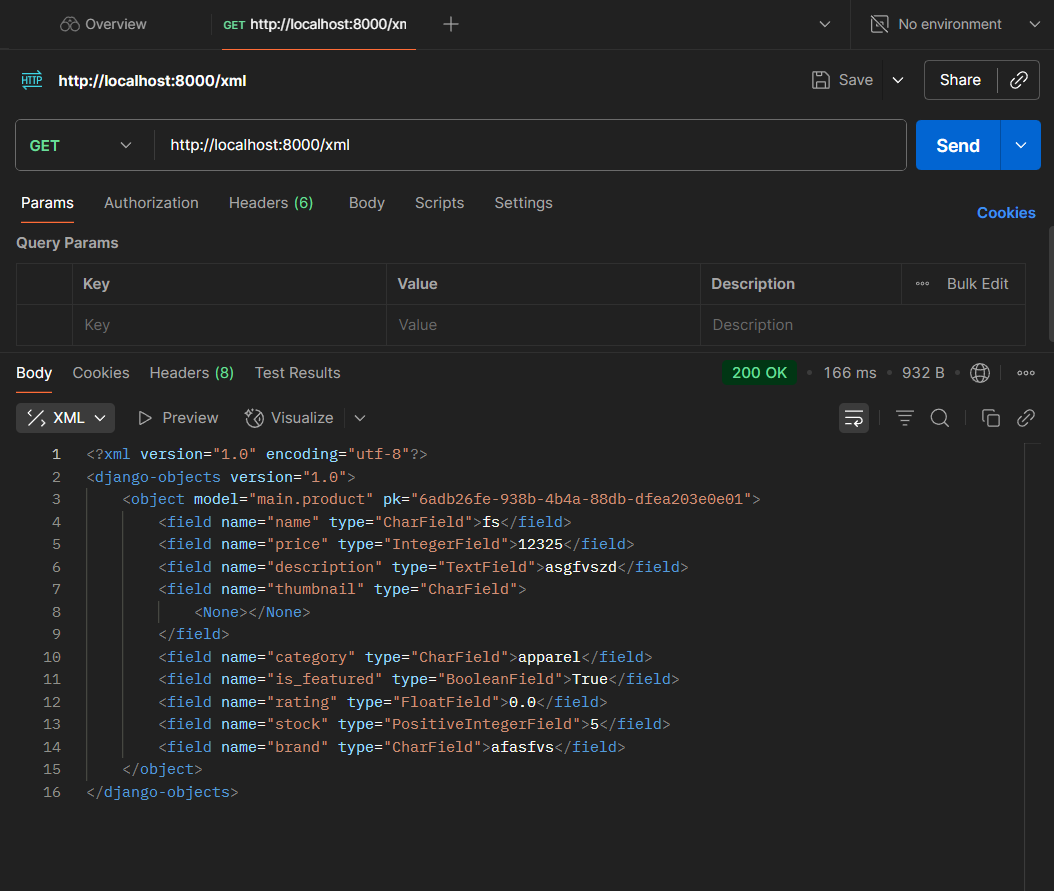 Overview
GET http://localhost:8000/xn
No environment
HTTP http://localhost:8000/xml
Save
Share
GET http://localhost:8000/xml
Send
Params Authorization Headers (6) Body Scripts Settings
Cookies
Query Params
Key Value Description Bulk Edit
Key Value Description
Body Cookies Headers (8) Test Results 200 OK • 166 ms • 932 B •
XML Preview Visualize
1 <?xml version="1.0" encoding="utf-8"?>
2 <django-objects version="1.0">
3 <object model="main.product" pk="6adb26fe-938b-4b4a-88db-dfea203e0e01">
4 <field name="name" type="CharField">fs</field>
5 <field name="price" type="IntegerField">12325</field>
6 <field name="description" type="TextField">asgfvszd</field>
7 <field name="thumbnail" type="CharField">
8 <None></None>
9 </field>
10 <field name="category" type="CharField">apparel</field>
11 <field name="is_featured" type="BooleanField">True</field>
12 <field name="rating" type="FloatField">0.0</field>
13 <field name="stock" type="PositiveIntegerField">5</field>
14 <field name="brand" type="CharField">afasfvs</field>
15 </object>
16 </django-objects>